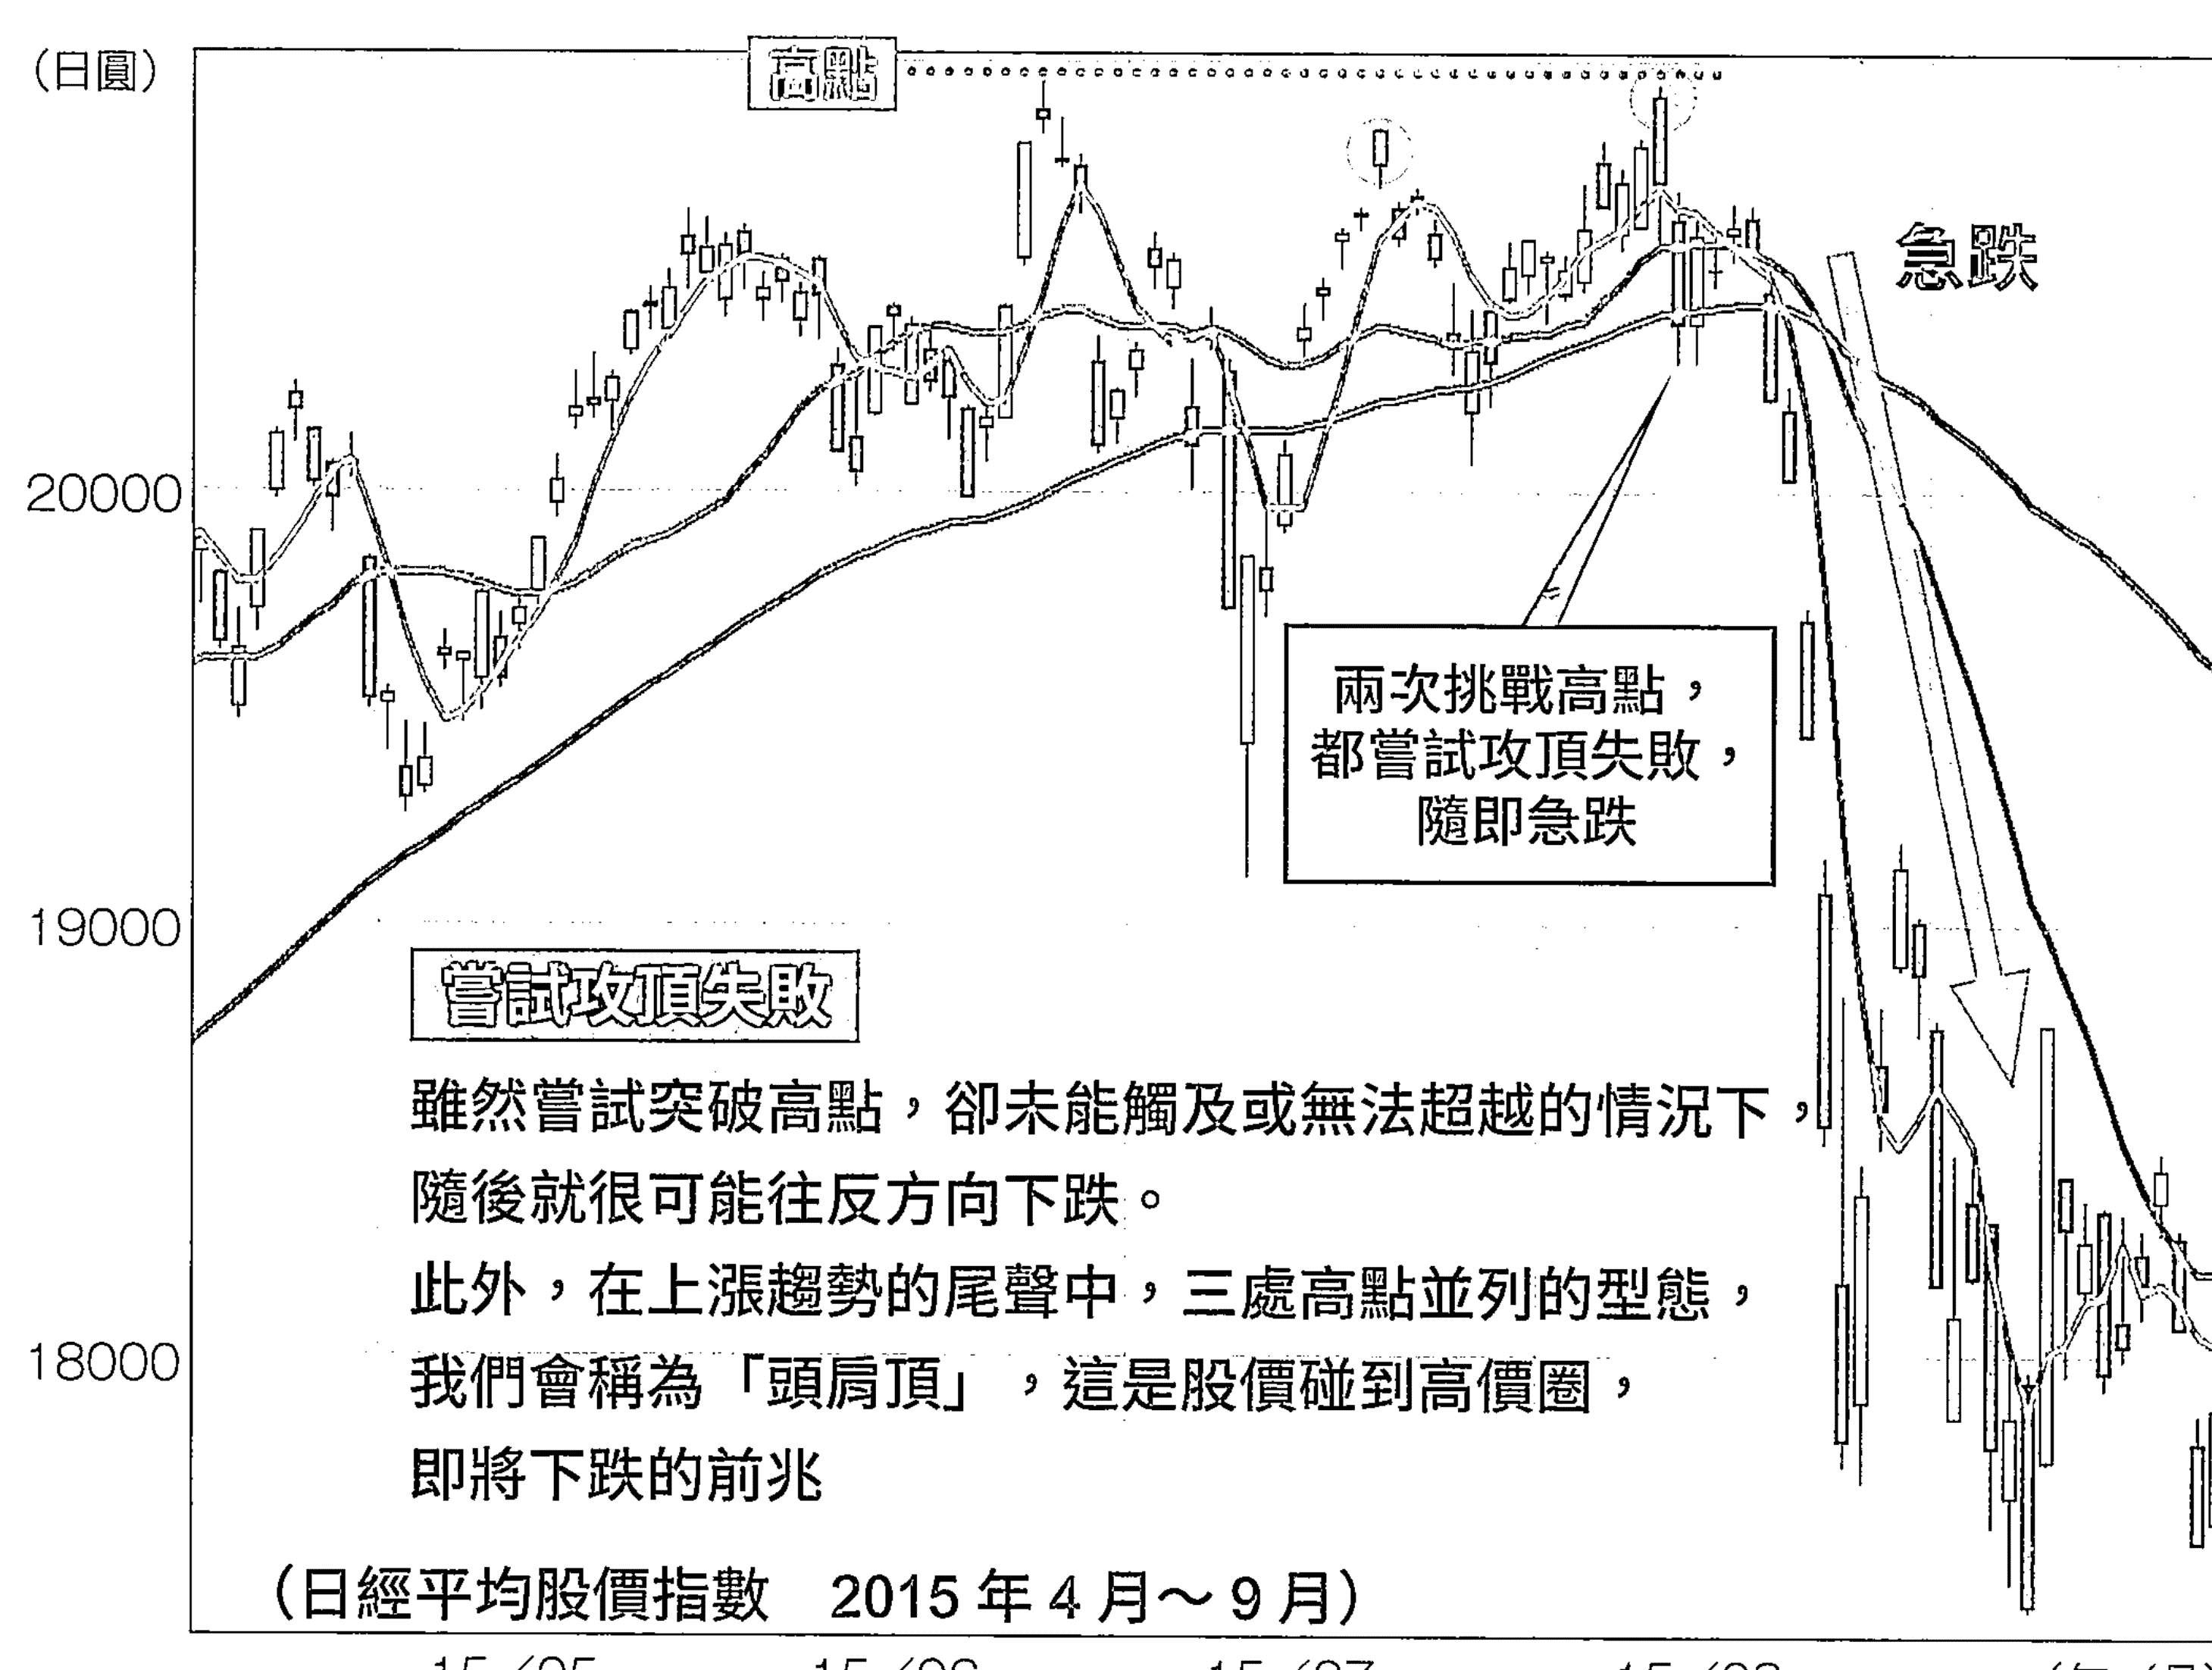 （日圓）
高點
急跌
20000
兩次挑戰高點，
都嘗試攻頂失敗，
隨即急跌
19000
嘗試攻頂失敗
雖然嘗試突破高點，卻未能觸及或無法超越的情況下，
隨後就很可能往反方向下跌。
此外，在上漲趨勢的尾聲中，三處高點並列的型態，
我們會稱為「頭肩頂」，這是股價碰到高價圈，
18000
即將下跌的前兆
（日經平均股價指數　2015 年 4 月～ 9 月）